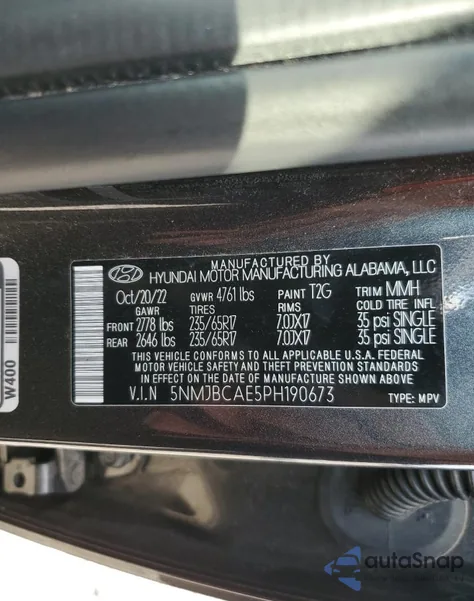 MANUFACTURED BY
HYUNDAI MOTOR MANUFACTURING ALABAMA, LLC
Oct/20/22 GVWR 4761 lbs PAINT T2G TRIM MMH
GAWR TIRES RIMS COLD TIRE INFL
FRONT 2778 lbs 235/65R17 7.0JX17 35 psi SINGLE
REAR 2646 lbs 235/65R17 7.0JX17 35 psi SINGLE
THIS VEHICLE CONFORMS TO ALL APPLICABLE U.S.A. FEDERAL
MOTOR VEHICLE SAFETY AND THEFT PREVENTION STANDARDS
IN EFFECT ON THE DATE OF MANUFACTURE SHOWN ABOVE.
V.I.N 5NMJBCAE5PH190673 TYPE: MPV
W400
autaSnap